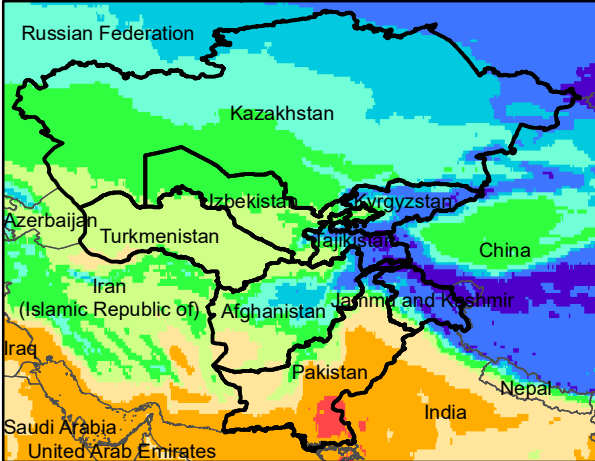 Russian Federation
Kazakhstan
Izbekistan
Kyrgyzstan
Azerbaijan
Turkmenistan
Tajikistan
China
Iran
(Islamic Republic of)
Afghanistan
Jammu and Kashmir
Iraq
Pakistan
Nepal
India
Saudi Arabia
United Arab Emirates